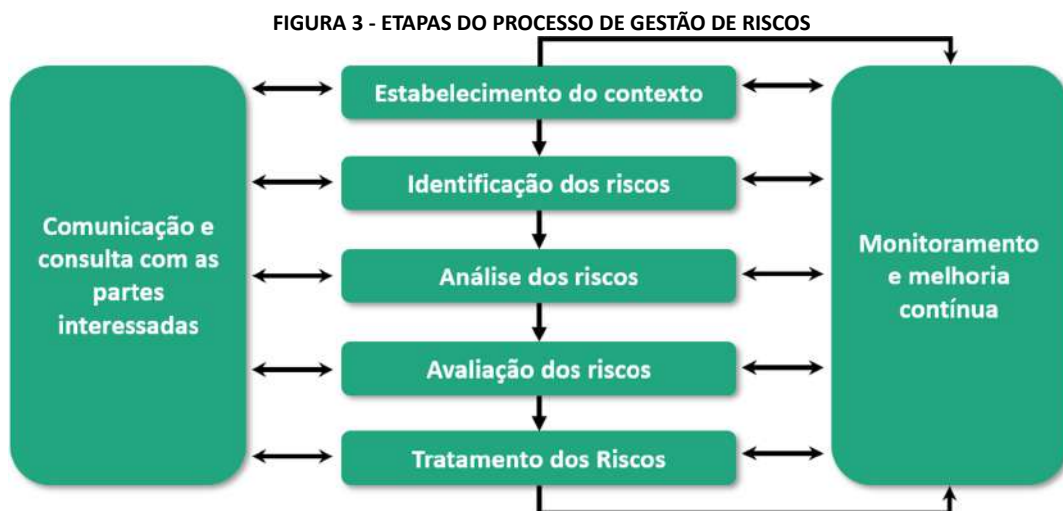 FIGURA 3 - ETAPAS DO PROCESSO DE GESTÃO DE RISCOS
Comunicação e
consulta com as
partes
interessadas
Estabelecimento do contexto
Identificação dos riscos
Análise dos riscos
Avaliação dos riscos
Tratamento dos Riscos
Monitoramento
e melhoria
contínua